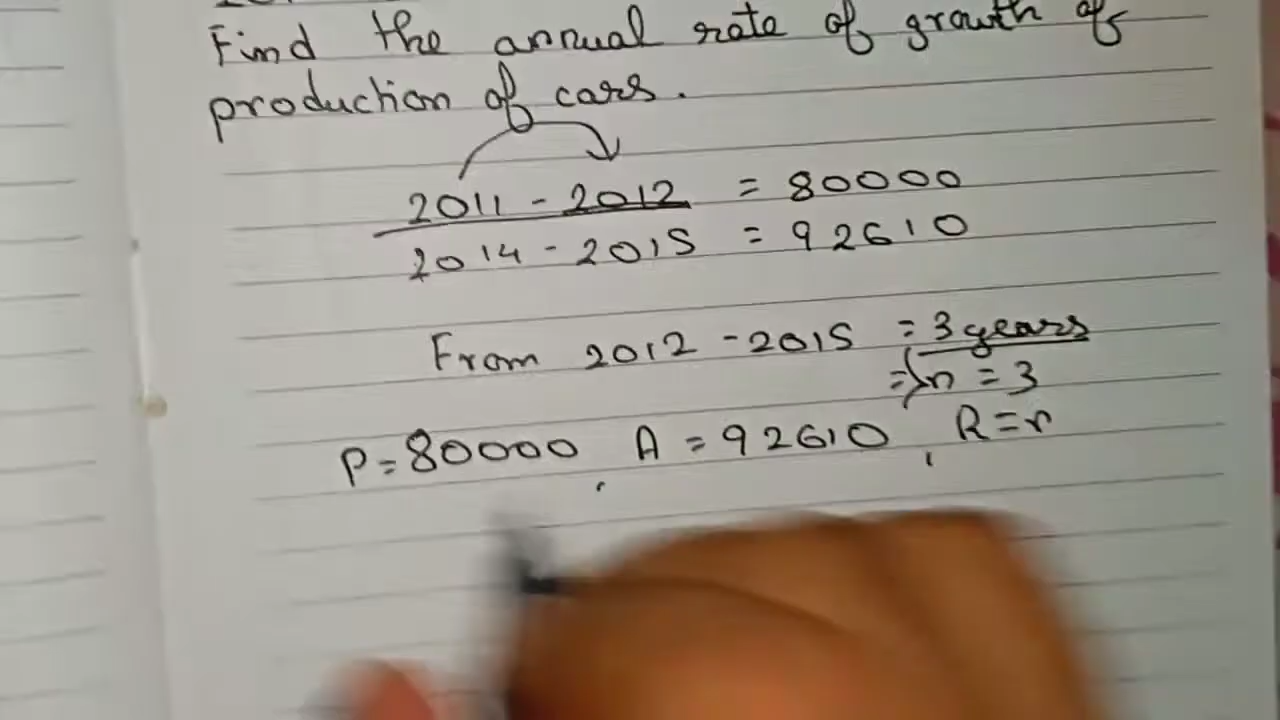 Find the annual rate of growth of
production of cars.
2011 - 2012 = 80000
2014 - 2015 = 92610
From 2012 - 2015 = 3 years
=> n = 3
P = 80000, A = 92610, R = r